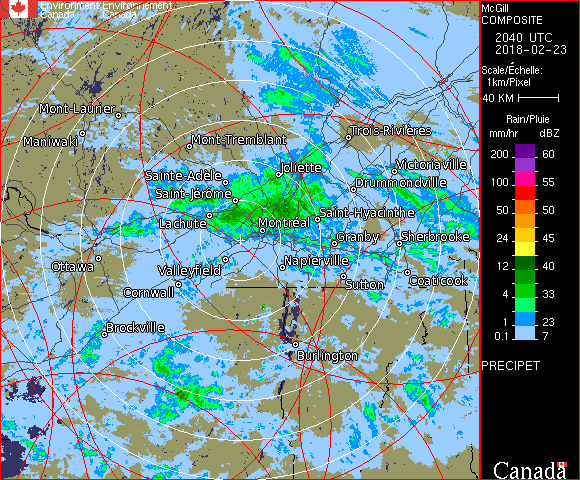 Environment Environnement
Canada Canada
McGill
COMPOSITE
2040 UTC
2018-02-23
Scale/Échelle:
1km/Pixel
40 KM
Rain/Pluie
mm/hr dBZ
200 60
100 55
50 50
24 45
12 40
4 33
1 23
0.1 7
PRECIPET
Canada
Mont-Laurier
Maniwaki
Mont-Tremblant
Trois-Rivières
Joliette
Victoriaville
Sainte-Adèle
Drummondville
Saint-Jérôme
Lachute
Saint-Hyacinthe
Montréal
Granby
Sherbrooke
Ottawa
Valleyfield
Napierville
Cornwall
Sutton
Coaticook
Brockville
Burlington